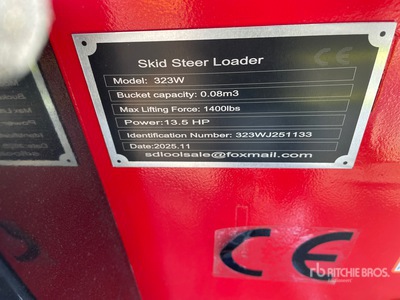 Skid Steer Loader
CE
Model: 323W
Bucket capacity: 0.08m3
Max Lifting Force: 1400lbs
Power: 13.5 HP
Identification Number: 323WJ251133
Date:2025.11
sdloolsale@foxmail.com
CE
rb RITCHIE BROS.